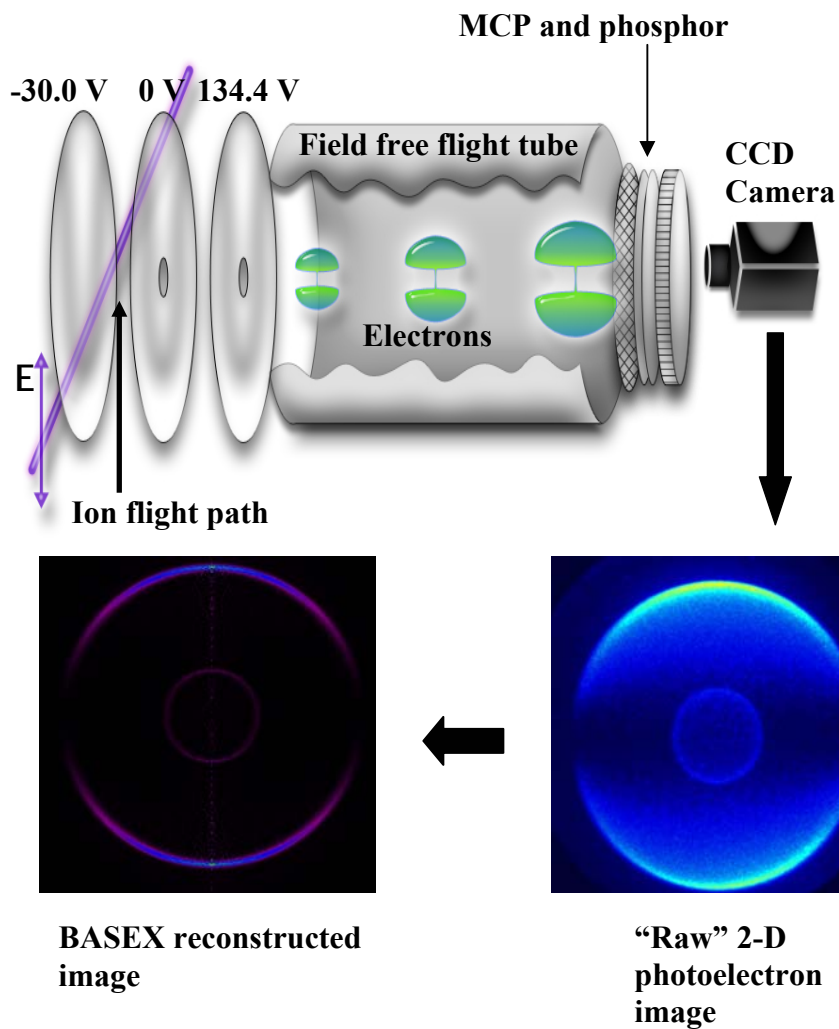 MCP and phosphor
-30.0 V 0 V 134.4 V
Field free flight tube
CCD
Camera
Electrons
E
Ion flight path
BASEX reconstructed
image
“Raw” 2-D
photoelectron
image